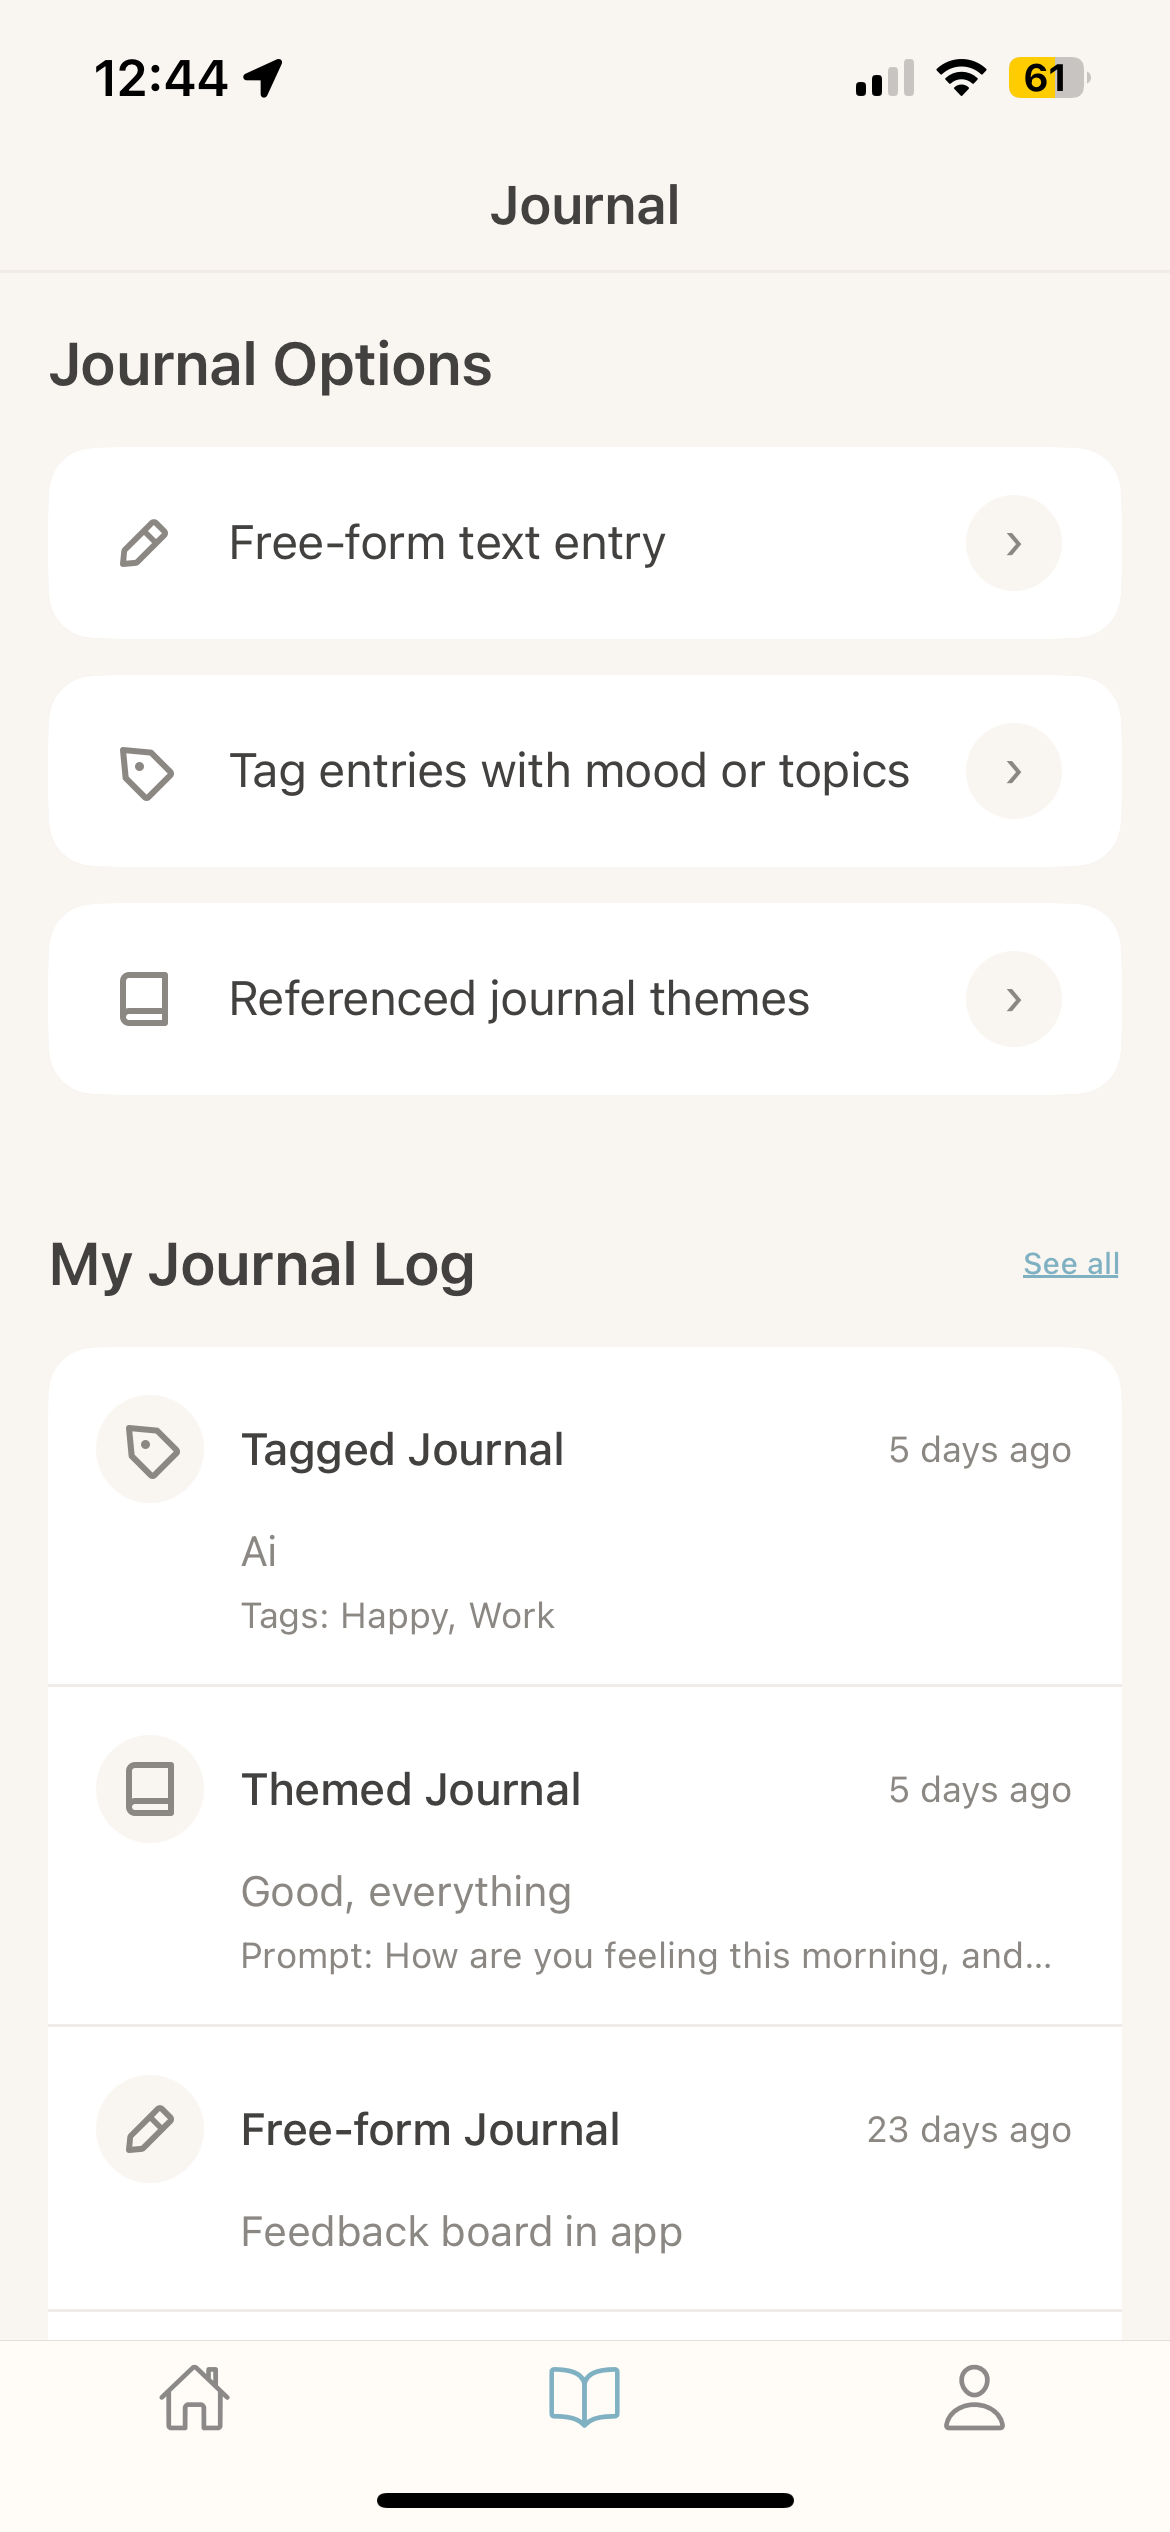 12:44
61
Journal
Journal Options
Free-form text entry
Tag entries with mood or topics
Referenced journal themes
My Journal Log
See all
Tagged Journal
5 days ago
Ai
Tags: Happy, Work
Themed Journal
5 days ago
Good, everything
Prompt: How are you feeling this morning, and...
Free-form Journal
23 days ago
Feedback board in app